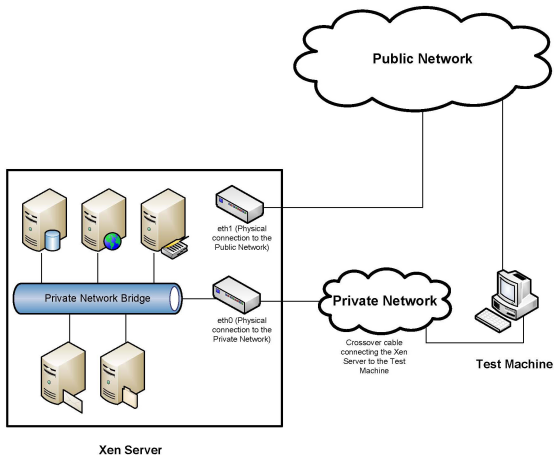 Public Network
eth1 (Physical
connection to the
Public Network)
Private Network Bridge
eth0 (Physical
connection to the
Private Network)
Private Network
Crossover cable
connecting the Xen
Server to the Test
Machine
Test Machine
Xen Server